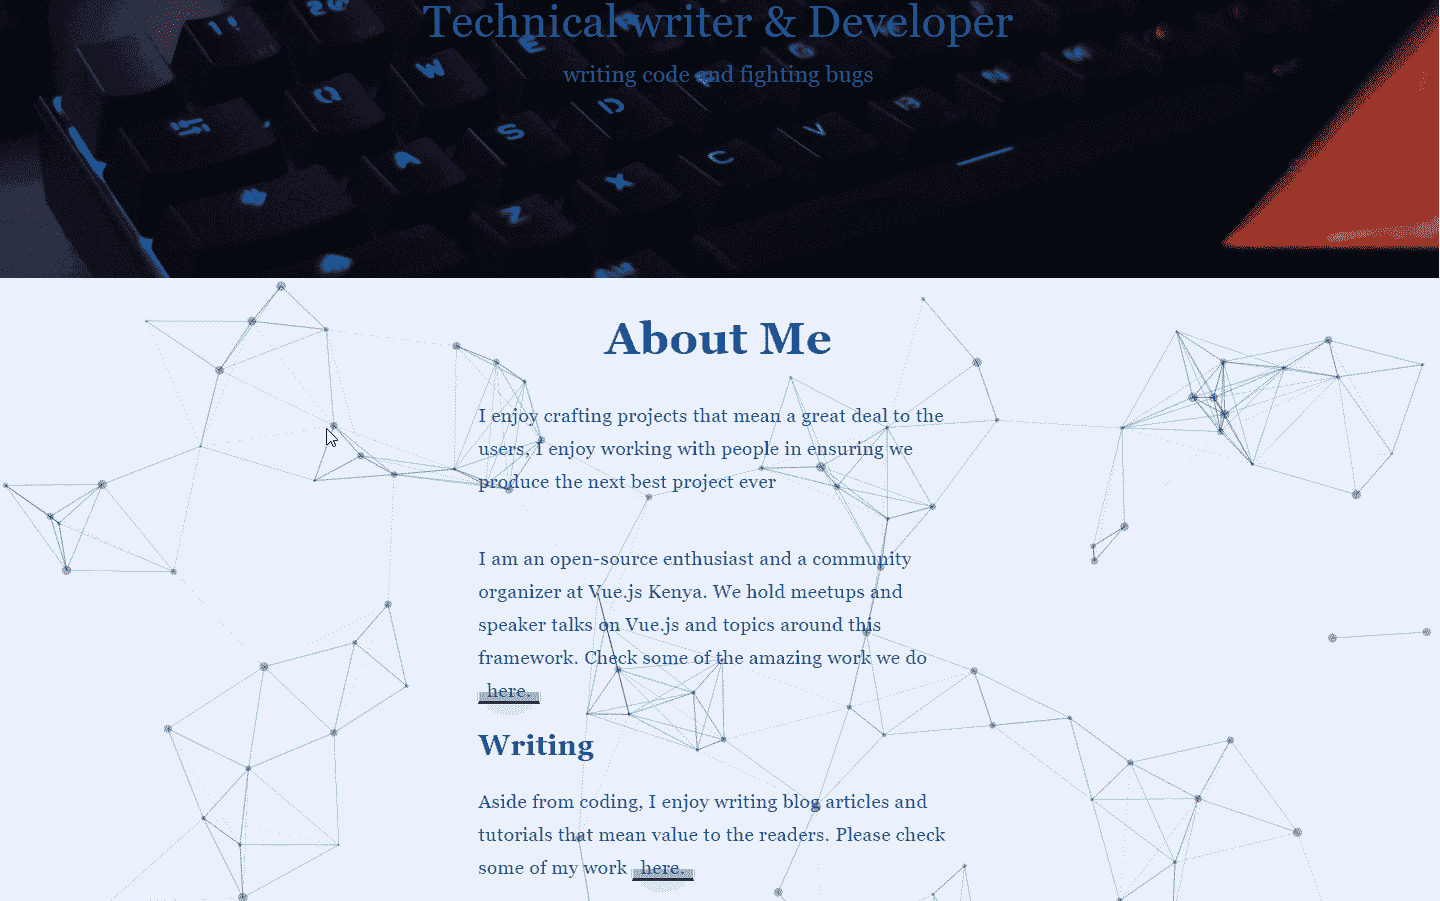 Technical writer & Developer
writing code and fighting bugs
W
E
R
G
N
M
Q
D
B
A
S
C
V
X
Z
About Me
I enjoy crafting projects that mean a great deal to the
users, I enjoy working with people in ensuring we
produce the next best project ever
I am an open-source enthusiast and a community
organizer at Vue.js Kenya. We hold meetups and
speaker talks on Vue.js and topics around this
framework. Check some of the amazing work we do
here.
Writing
Aside from coding, I enjoy writing blog articles and
tutorials that mean value to the readers. Please check
some of my work here.